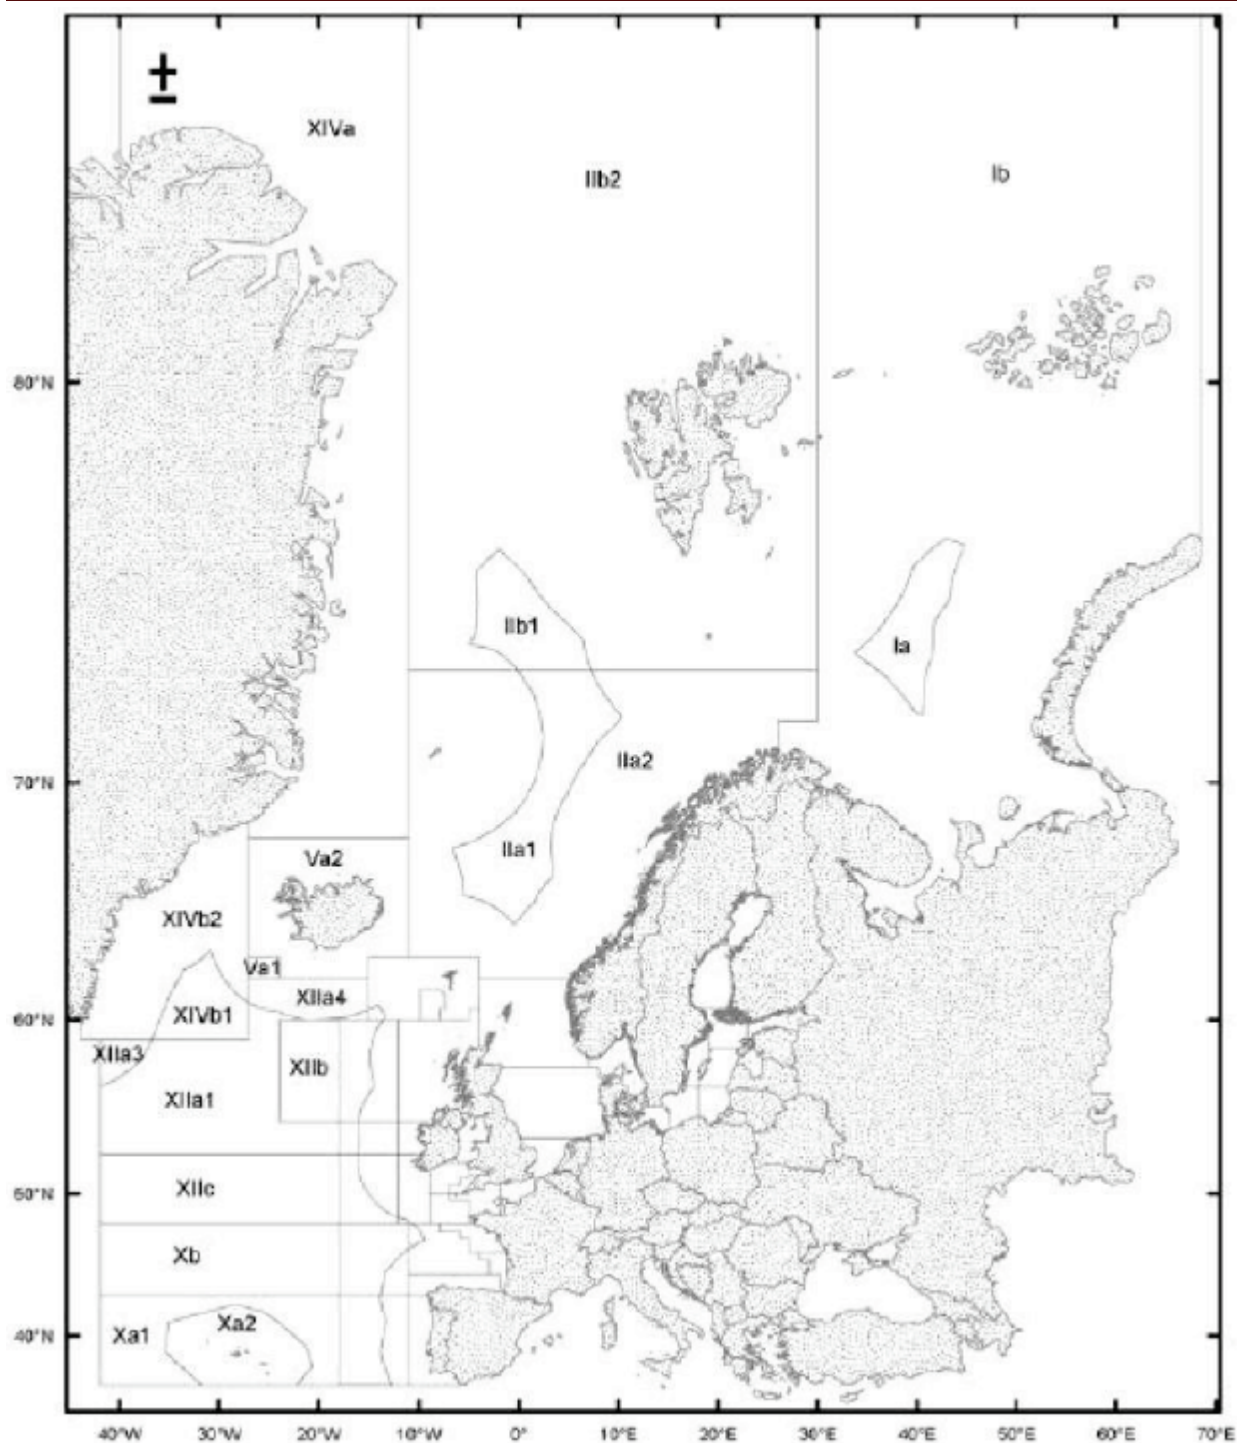 XIVa
IIb2
Ib
80°N
IIb1
Ia
IIa2
70°N
IIa1
Va2
XIVb2
Va1
XIIa4
XIVb1
60°N
XIIa3
XIIb
XIIa1
XIIc
50°N
Xb
Xa2
Xa1
40°N
40°W 30°W 20°W 10°W 0° 10°E 20°E 30°E 40°E 50°E 60°E 70°E